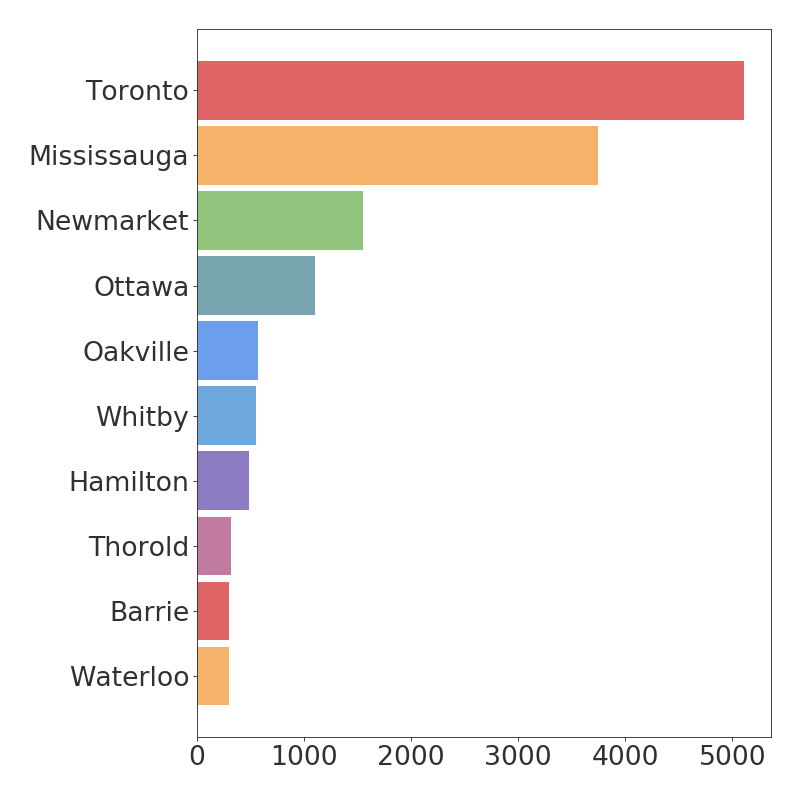 Toronto
Mississauga
Newmarket
Ottawa
Oakville
Whitby
Hamilton
Thorold
Barrie
Waterloo
0 1000 2000 3000 4000 5000